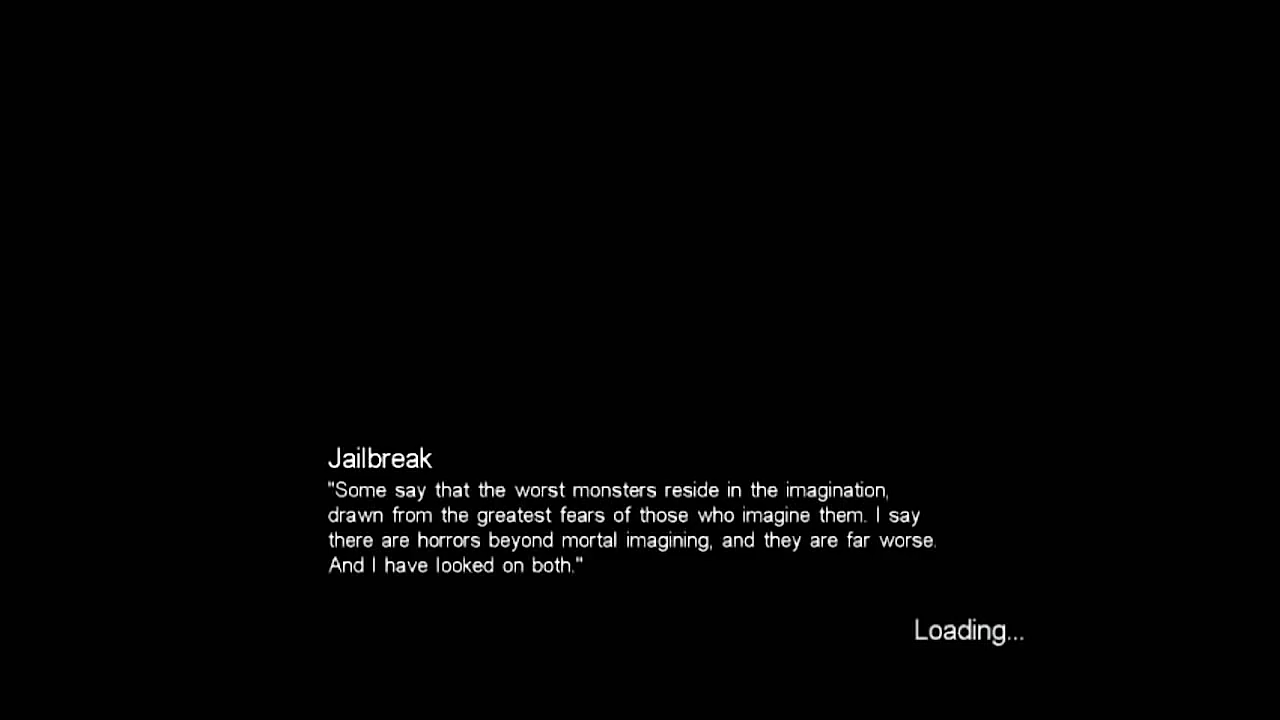 Jailbreak
"Some say that the worst monsters reside in the imagination,
drawn from the greatest fears of those who imagine them. I say
there are horrors beyond mortal imagining, and they are far worse.
And I have looked on both."
Loading...